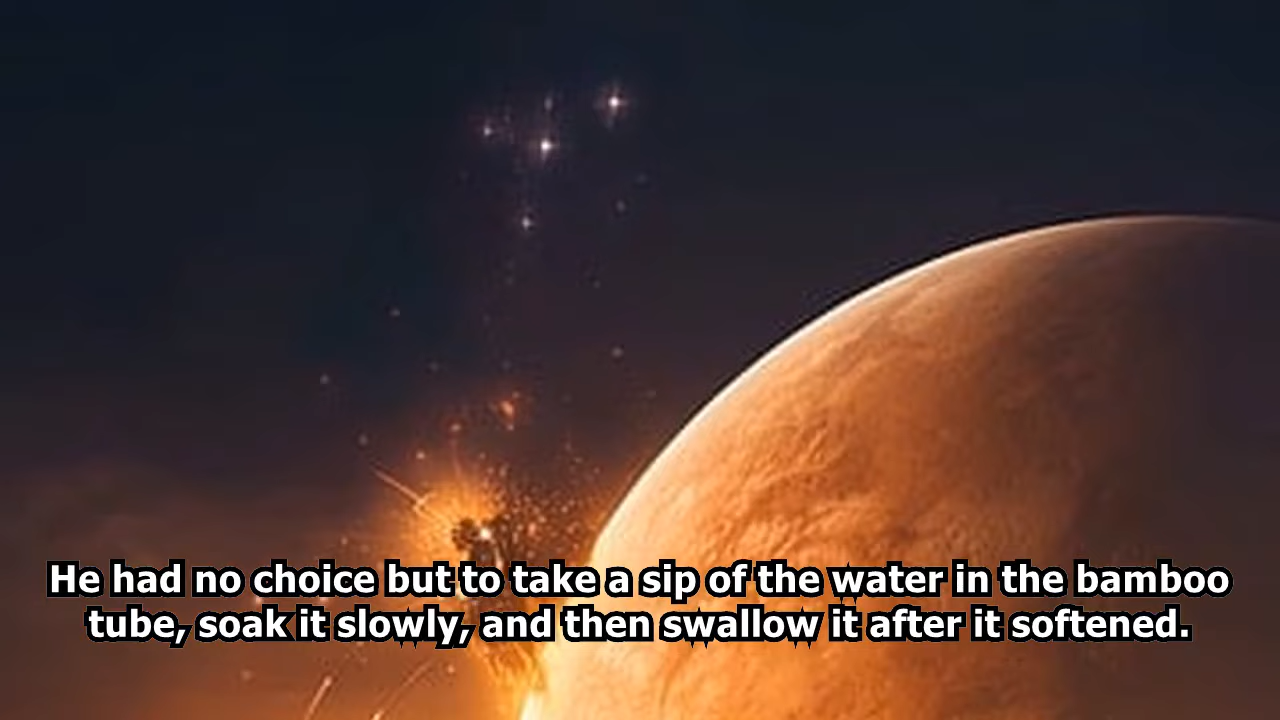 He had no choice but to take a sip of the water in the bamboo
tube, soak it slowly, and then swallow it after it softened.